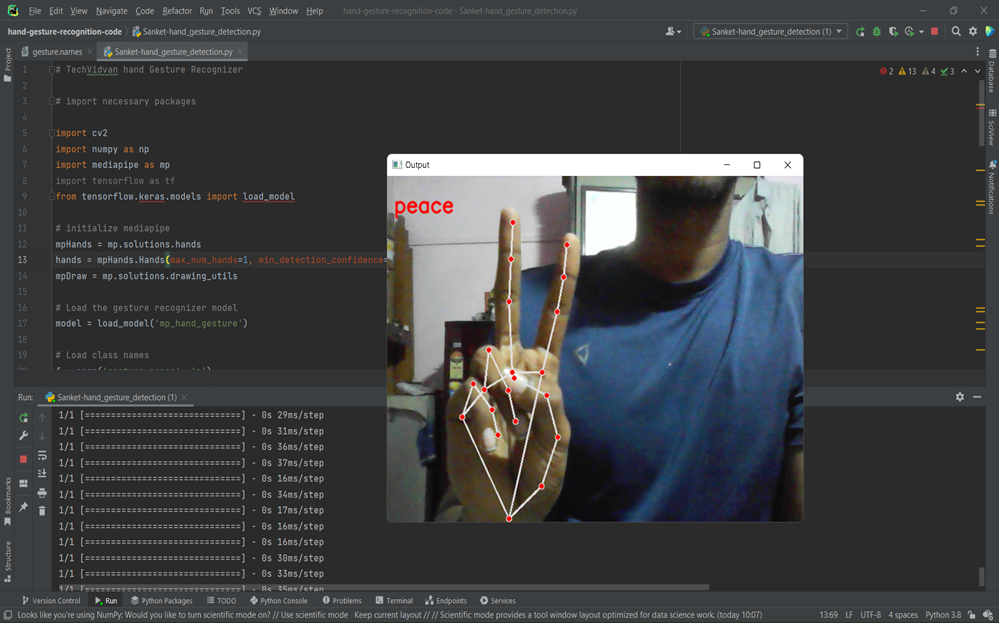 File Edit View Navigate Code Refactor Run Tools VCS Window Help hand-gesture-recognition-code - Sanket-hand_gesture_detection.py
hand-gesture-recognition-code Sanket-hand_gesture_detection.py Sanket-hand_gesture_detection (1)
Project
gesture.names Sanket-hand_gesture_detection.py
2 13 4 3
1 # TechVidvan hand Gesture Recognizer
2
3 # import necessary packages
4
5 import cv2
6 import numpy as np
7 import mediapipe as mp
8 import tensorflow as tf
9 from tensorflow.keras.models import load_model
10
11 # initialize mediapipe
12 mpHands = mp.solutions.hands
13 hands = mpHands.Hands(max_num_hands=1, min_detection_confidence=
14 mpDraw = mp.solutions.drawing_utils
15
16 # Load the gesture recognizer model
17 model = load_model('mp_hand_gesture')
18
19 # Load class names
Output
peace
Database
SciView
Notifications
Run: Sanket-hand_gesture_detection (1)
1/1 [==============================] - 0s 29ms/step
1/1 [==============================] - 0s 31ms/step
1/1 [==============================] - 0s 36ms/step
1/1 [==============================] - 0s 37ms/step
1/1 [==============================] - 0s 16ms/step
1/1 [==============================] - 0s 34ms/step
1/1 [==============================] - 0s 17ms/step
1/1 [==============================] - 0s 16ms/step
1/1 [==============================] - 0s 16ms/step
1/1 [==============================] - 0s 30ms/step
1/1 [==============================] - 0s 33ms/step
1/1 [==============================] - 0s 35ms/step
Bookmarks
Structure
Version Control Run Python Packages TODO Python Console Problems Terminal Endpoints Services
Looks like you're using NumPy: Would you like to turn scientific mode on? // Use scientific mode Keep current layout // // Scientific mode provides a tool window layout optimized for data science work. (today 10:07) 13:69 LF UTF-8 4 spaces Python 3.8